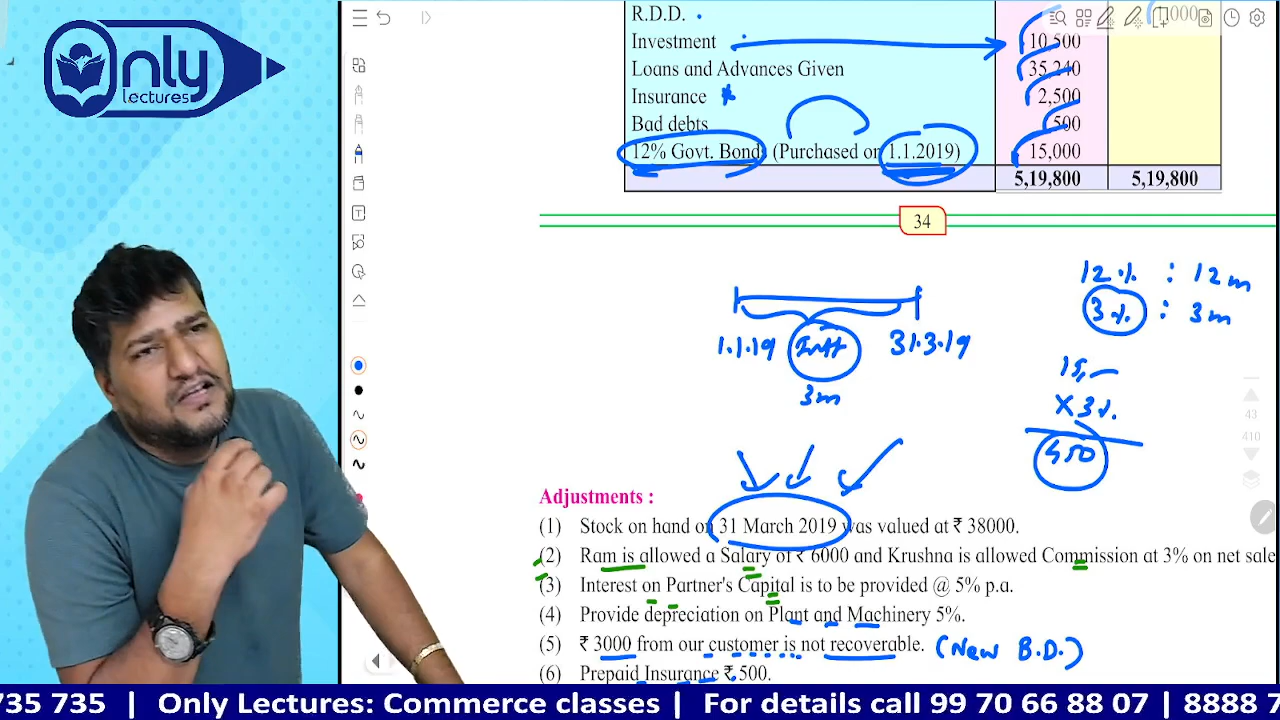 Only
lectures
R.D.D.
Investment 10,500
Loans and Advances Given 35,240
Insurance 2,500
Bad debts 500
12% Govt. Bonds (Purchased on 1.1.2019) 15,000
5,19,800 5,19,800
34
12% : 12m
3% : 3m
1.1.19 Intt 31.3.19
3m
15,—
X3%
450
43
410
Adjustments :
(1) Stock on hand on 31 March 2019 was valued at ₹ 38000.
(2) Ram is allowed a Salary of ₹ 6000 and Krushna is allowed Commission at 3% on net sale
(3) Interest on Partner's Capital is to be provided @ 5% p.a.
(4) Provide depreciation on Plant and Machinery 5%.
(5) ₹ 3000 from our customer is not recoverable. (New B.D.)
(6) Prepaid Insurance ₹ 500.
735 735 | Only Lectures: Commerce classes | For details call 99 70 66 88 07 | 8888 7